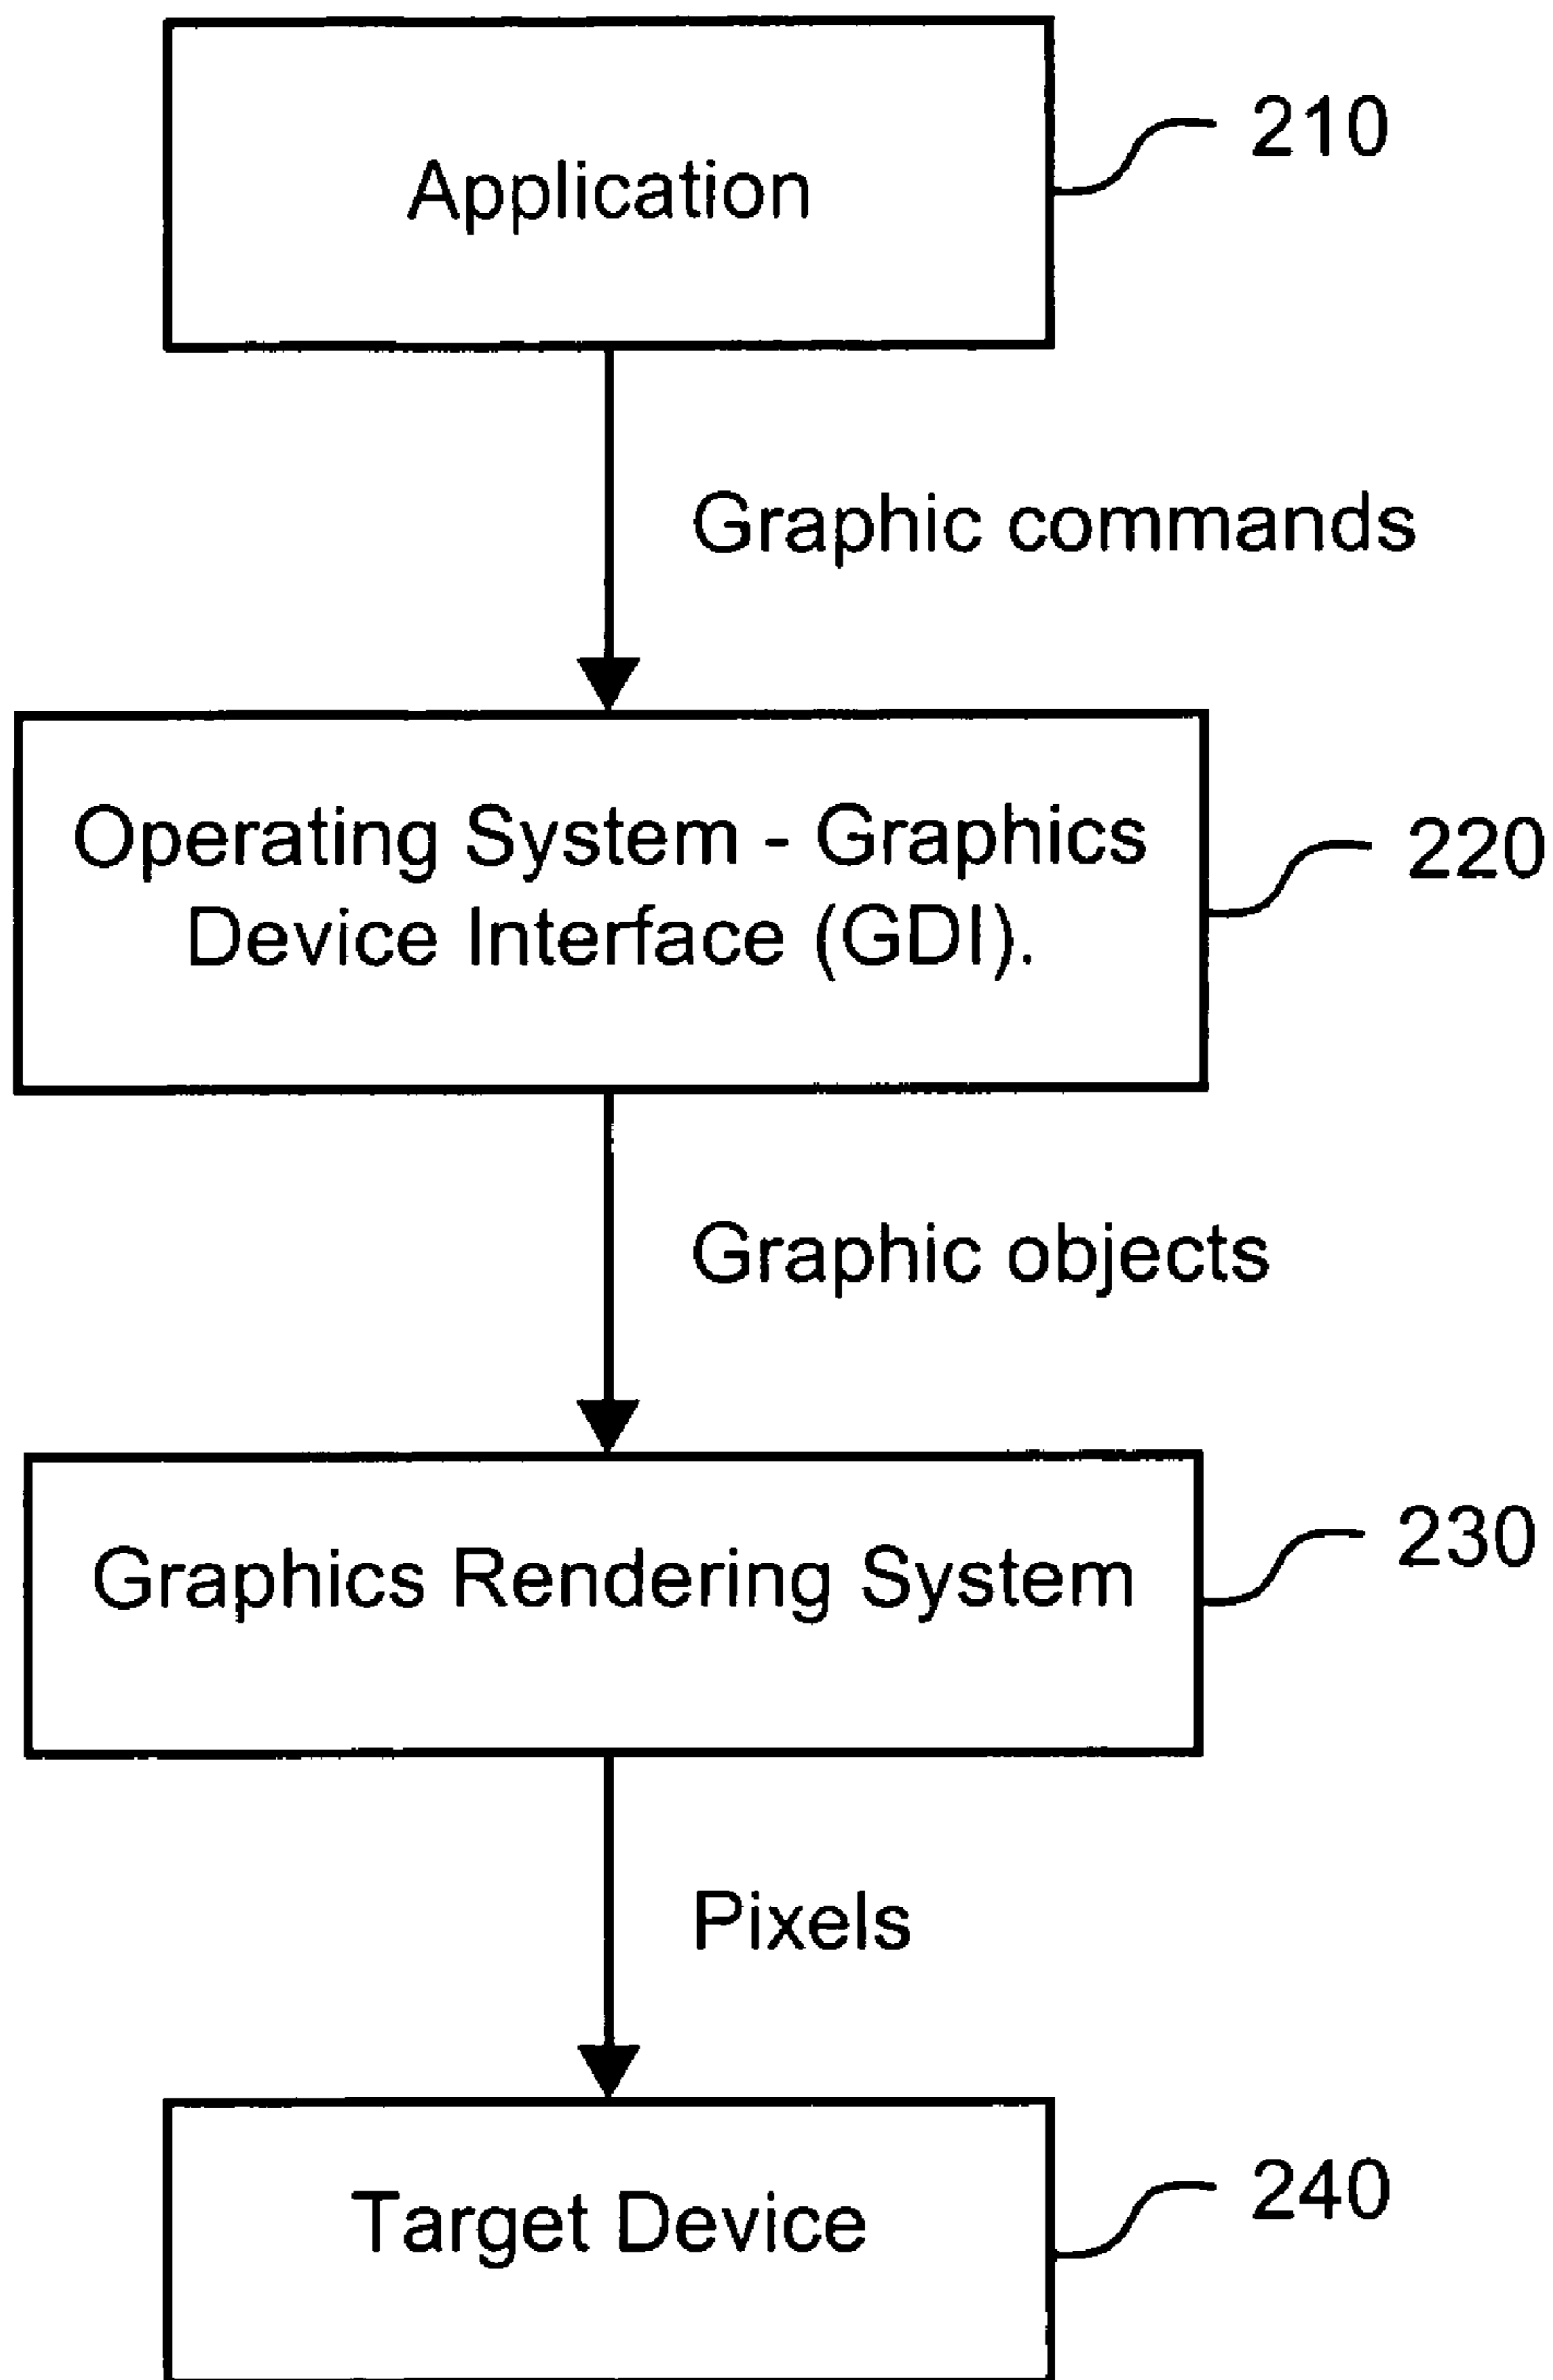 Application
210
Graphic commands
Operating System - Graphics
Device Interface (GDI).
220
Graphic objects
Graphics Rendering System
230
Pixels
Target Device
240